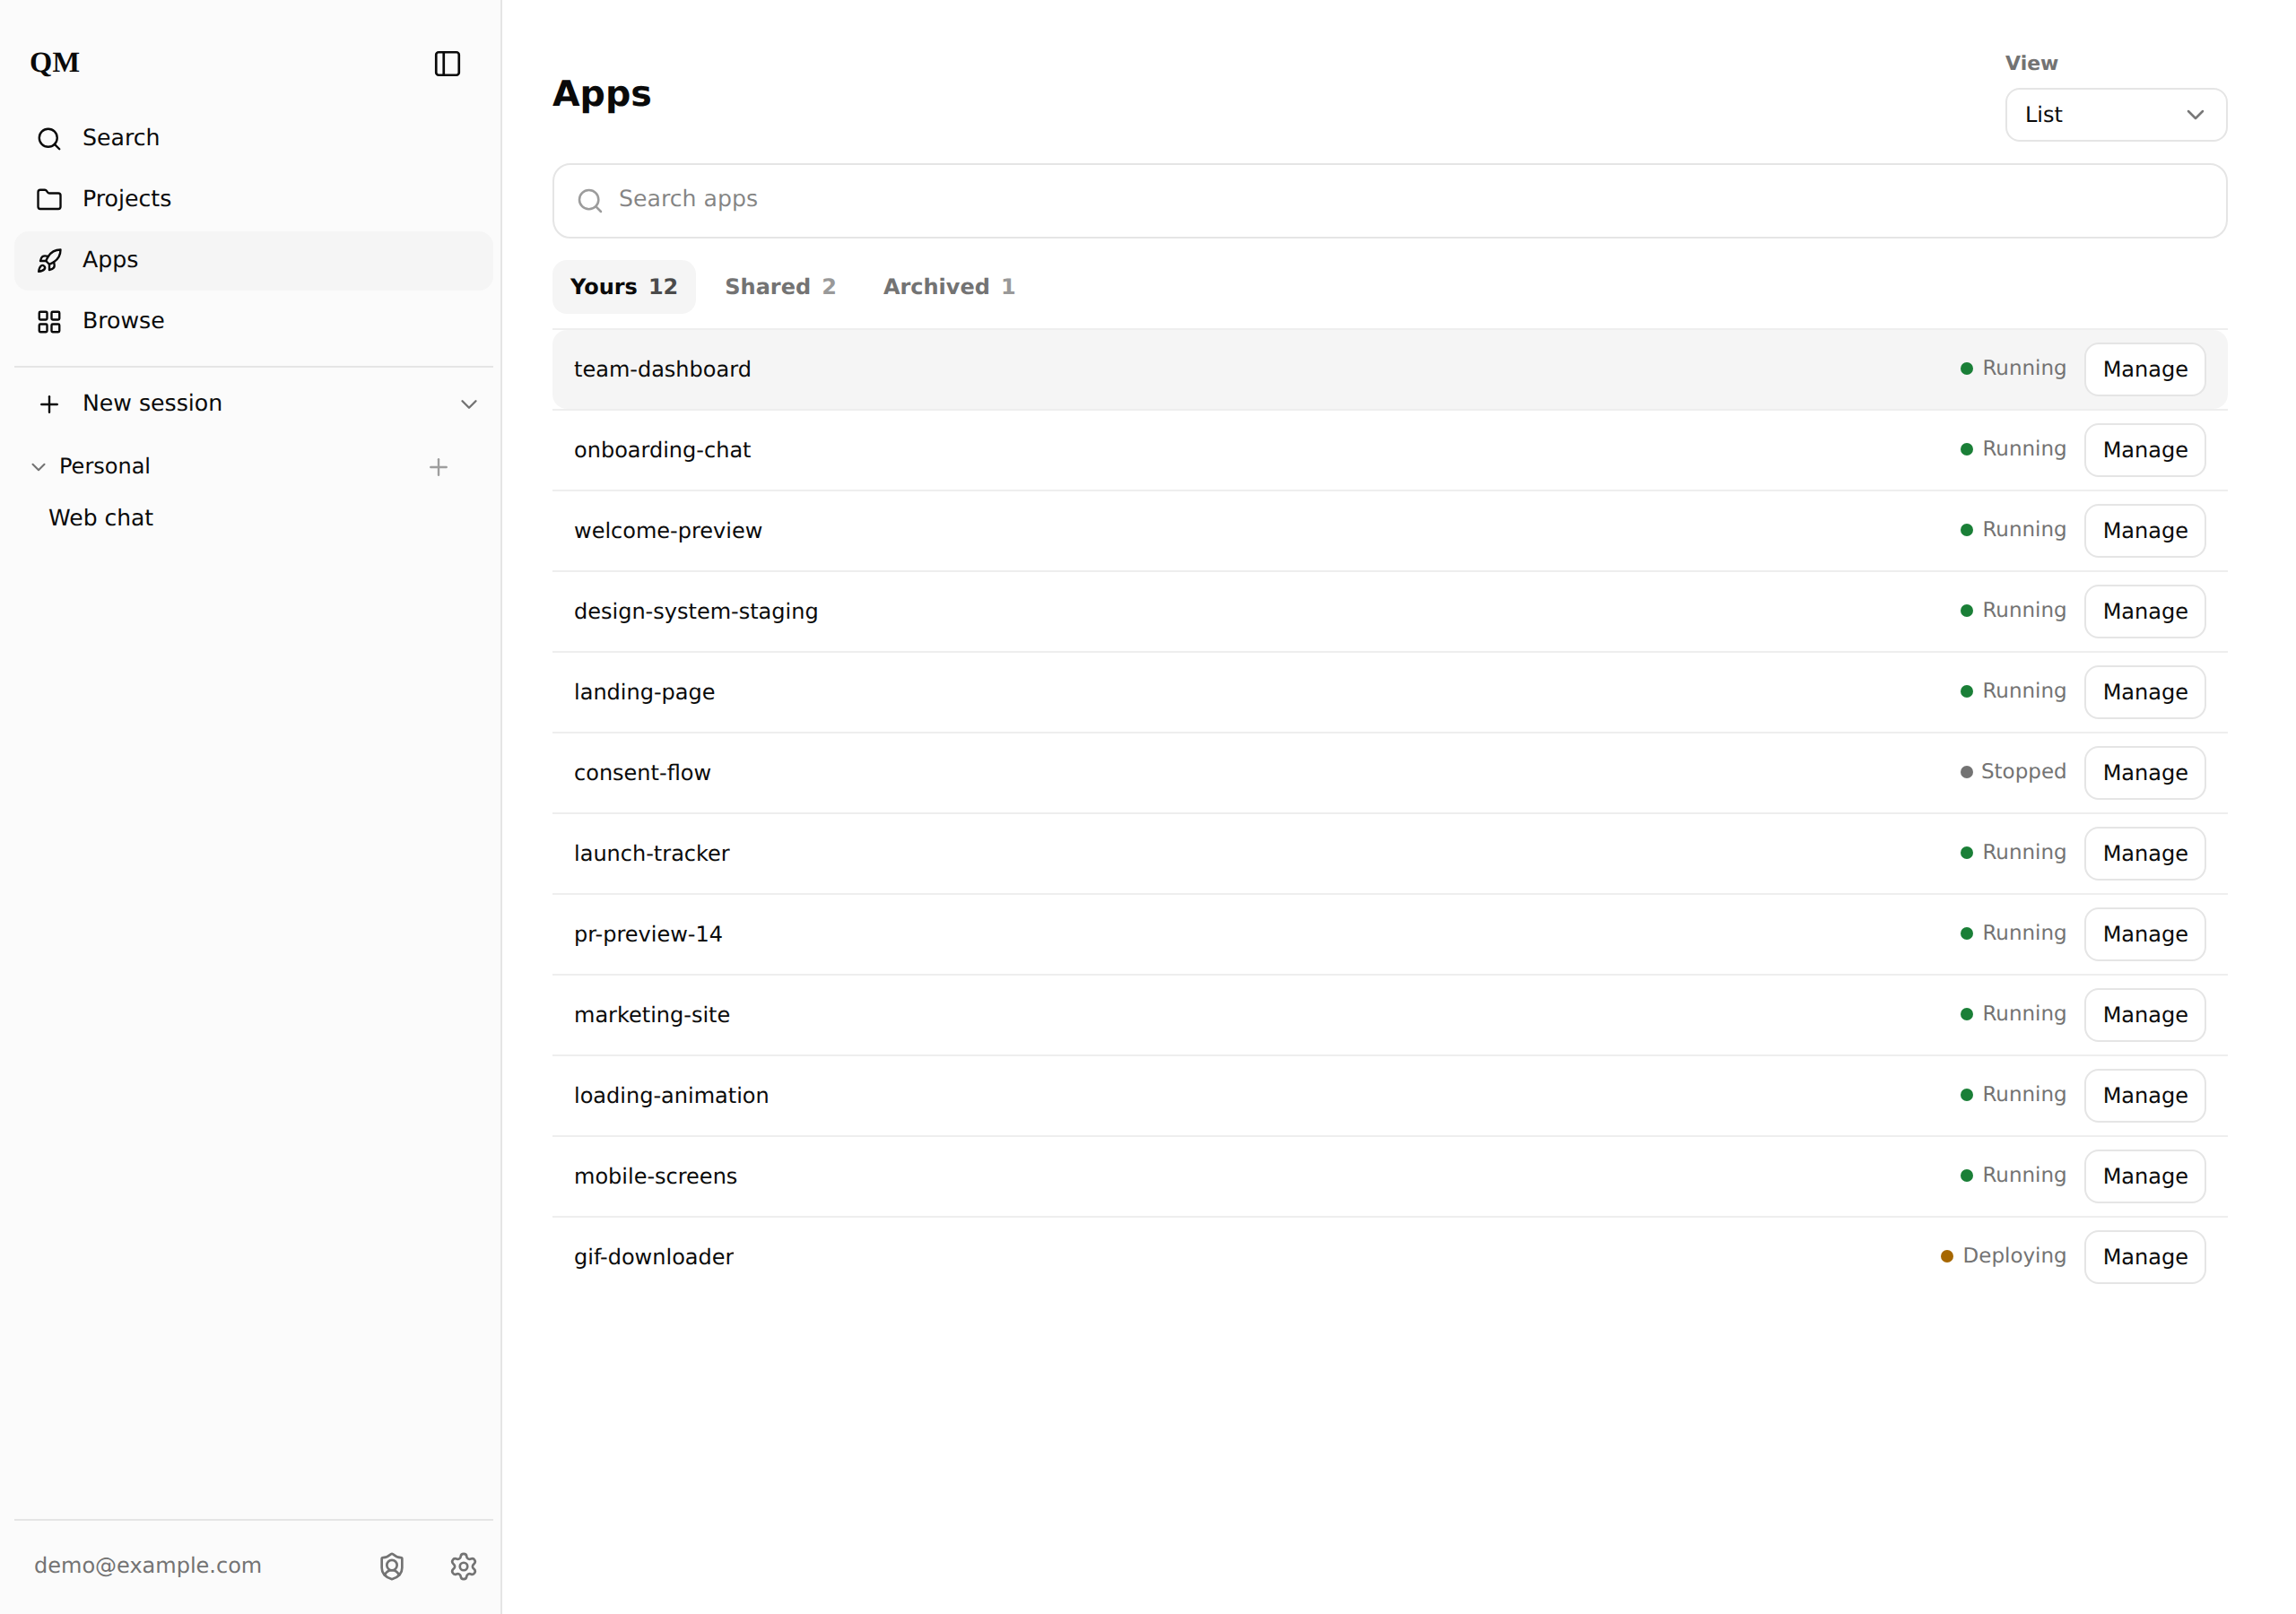 QM
Search
Projects
Apps
Browse
New session
Personal
Web chat
demo@example.com
Apps
View
List
Search apps
Yours 12 Shared 2 Archived 1
team-dashboard Running Manage
onboarding-chat Running Manage
welcome-preview Running Manage
design-system-staging Running Manage
landing-page Running Manage
consent-flow Stopped Manage
launch-tracker Running Manage
pr-preview-14 Running Manage
marketing-site Running Manage
loading-animation Running Manage
mobile-screens Running Manage
gif-downloader Deploying Manage